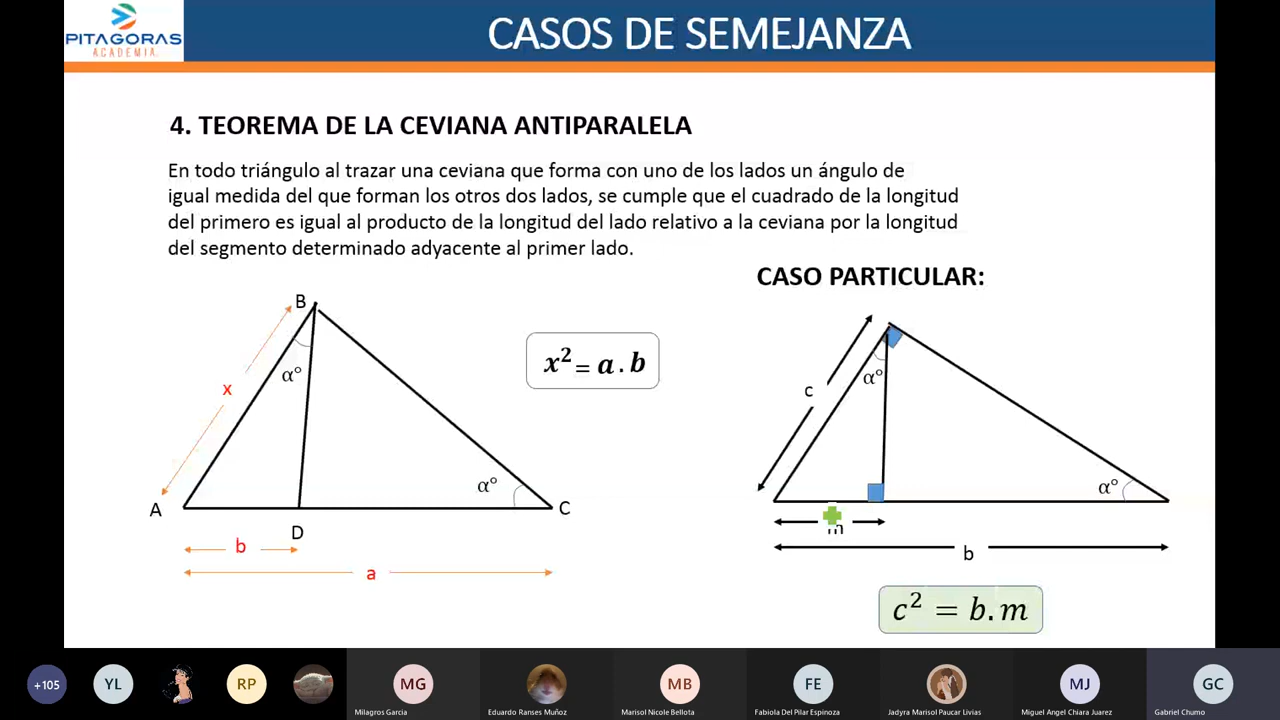 PITAGORAS
ACADEMIA
CASOS DE SEMEJANZA
4. TEOREMA DE LA CEVIANA ANTIPARALELA
En todo triángulo al trazar una ceviana que forma con uno de los lados un ángulo de
igual medida del que forman los otros dos lados, se cumple que el cuadrado de la longitud
del primero es igual al producto de la longitud del lado relativo a la ceviana por la longitud
del segmento determinado adyacente al primer lado.
CASO PARTICULAR:
B
α°
x
α°
A
D
C
b
a
x² = a . b
c
α°
α°
m
b
c² = b.m
+105
YL
RP
MG
MB
FE
MJ
GC
Milagros Garcia
Eduardo Ranses Muñoz
Marisol Nicole Bellota
Fabiola Del Pilar Espinoza
Jadyra Marisol Paucar Livias
Miguel Angel Chiara Juarez
Gabriel Chumo